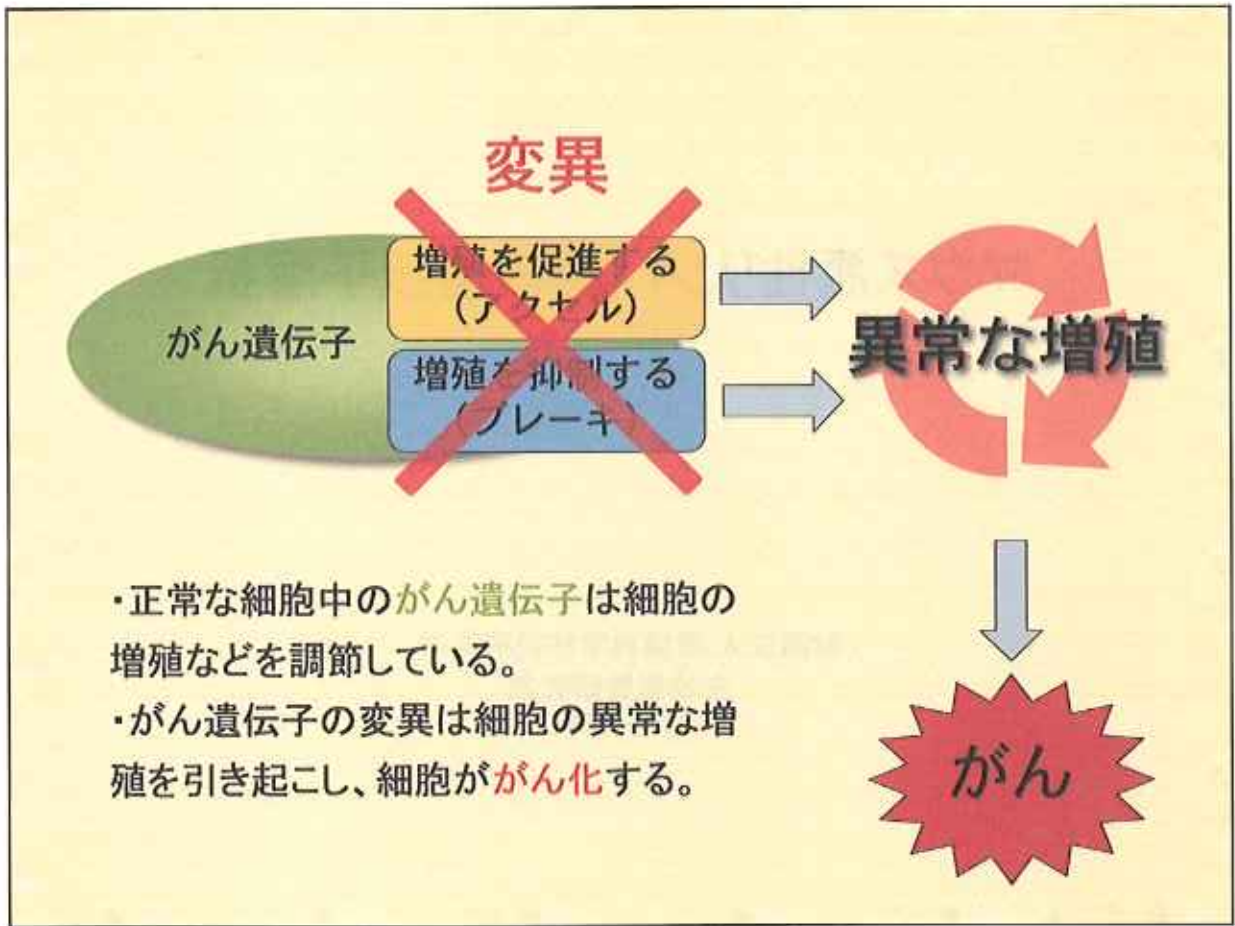 変異
がん遺伝子
増殖を促進する
（アクセル）
増殖を抑制する
（ブレーキ）
異常な増殖
がん
・正常な細胞中のがん遺伝子は細胞の
増殖などを調節している。
・がん遺伝子の変異は細胞の異常な増
殖を引き起こし、細胞ががん化する。